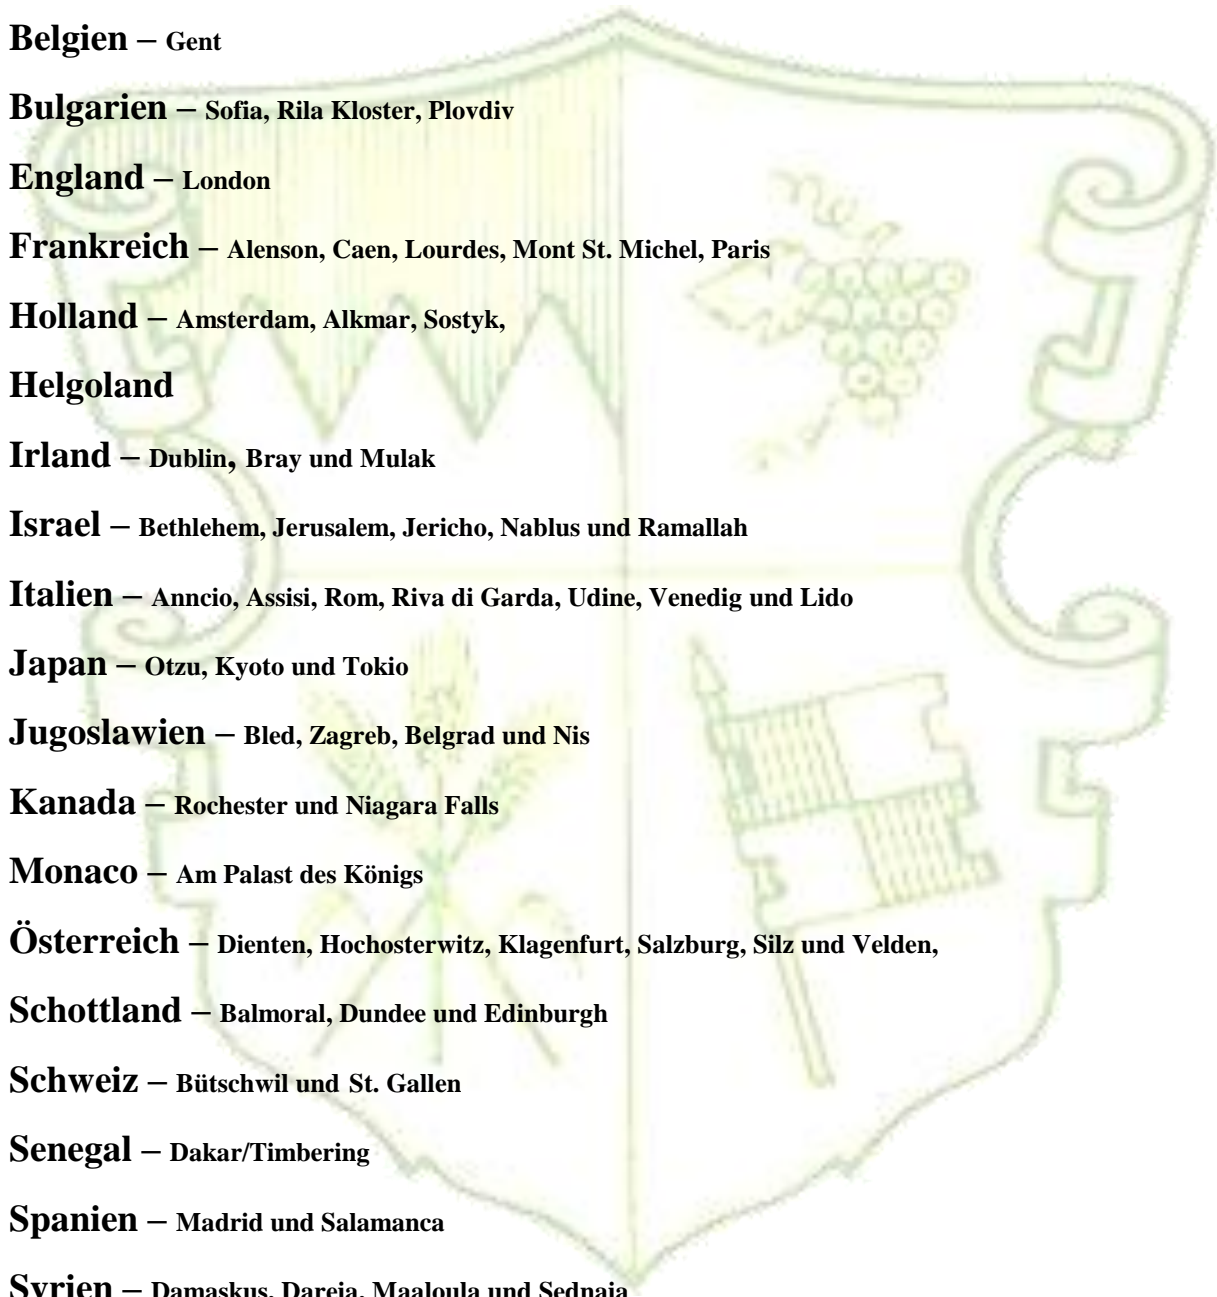 Belgien – Gent
Bulgarien – Sofia, Rila Kloster, Plovdiv
England – London
Frankreich – Alenson, Caen, Lourdes, Mont St. Michel, Paris
Holland – Amsterdam, Alkmar, Sostyk,
Helgoland
Irland – Dublin, Bray und Mulak
Israel – Bethlehem, Jerusalem, Jericho, Nablus und Ramallah
Italien – Anncio, Assisi, Rom, Riva di Garda, Udine, Venedig und Lido
Japan – Otzu, Kyoto und Tokio
Jugoslawien – Bled, Zagreb, Belgrad und Nis
Kanada – Rochester und Niagara Falls
Monaco – Am Palast des Königs
Österreich – Dienten, Hochosterwitz, Klagenfurt, Salzburg, Silz und Velden,
Schottland – Balmoral, Dundee und Edinburgh
Schweiz – Bütschwil und St. Gallen
Senegal – Dakar/Timbering
Spanien – Madrid und Salamanca
Syrien – Damaskus, Dareja, Maaloula und Sednaja